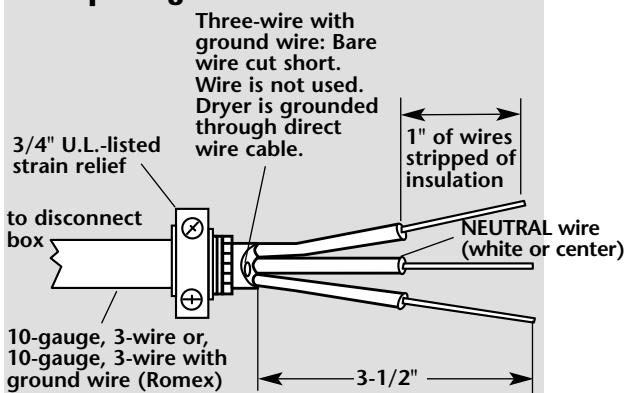 Three-wire with
ground wire: Bare
wire cut short.
Wire is not used.
Dryer is grounded
through direct
wire cable.
1" of wires
stripped of
insulation
3/4" U.L.-listed
strain relief
to disconnect
box
NEUTRAL wire
(white or center)
10-gauge, 3-wire or,
10-gauge, 3-wire with
ground wire (Romex)
3-1/2"